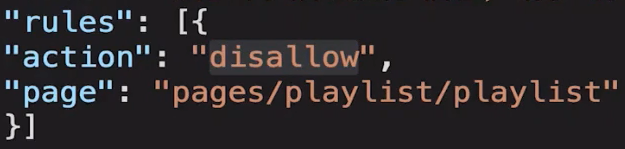 "rules": [{
"action": "disallow",
"page": "pages/playlist/playlist"
}]